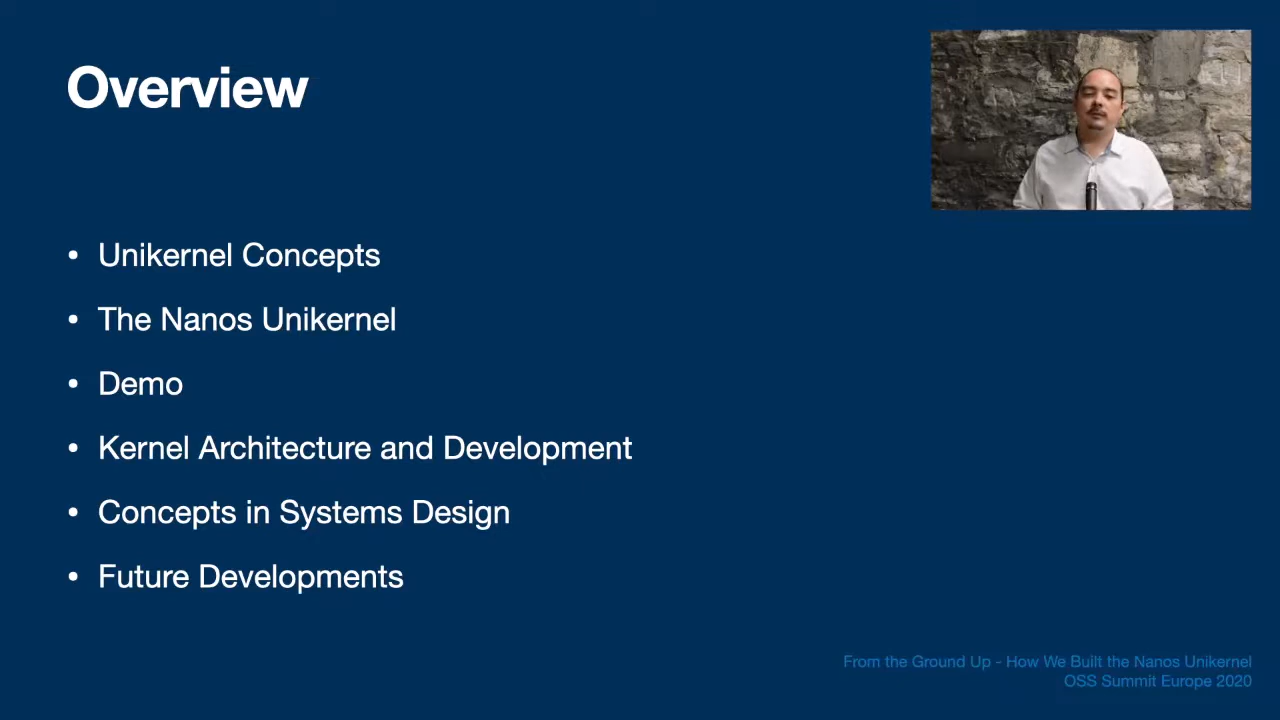 Overview
• Unikernel Concepts
• The Nanos Unikernel
• Demo
• Kernel Architecture and Development
• Concepts in Systems Design
• Future Developments
From the Ground Up - How We Built the Nanos Unikernel
OSS Summit Europe 2020